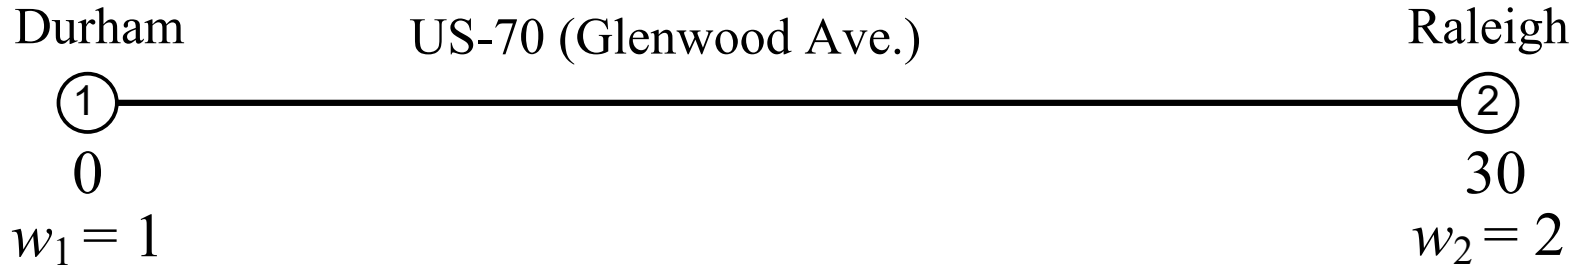 Durham US-70 (Glenwood Ave.) Raleigh
1 2
0 30
w1 = 1 w2 = 2